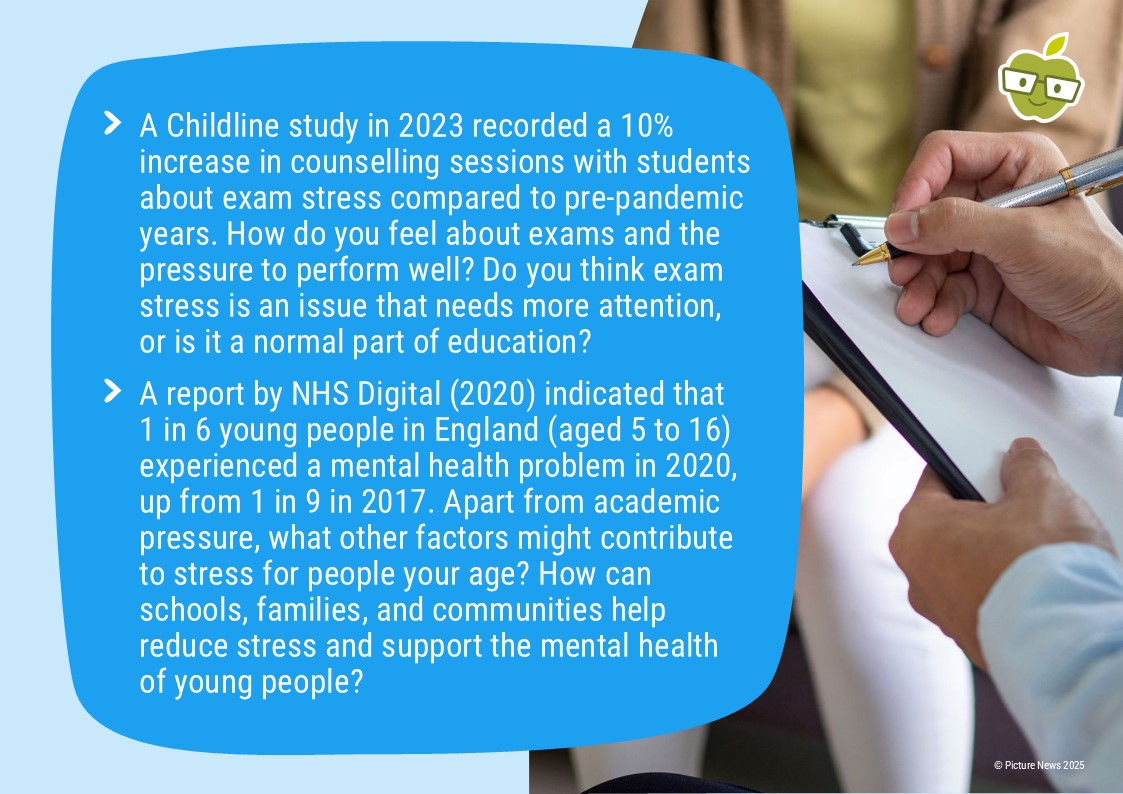 A Childline study in 2023 recorded a 10%
increase in counselling sessions with students
about exam stress compared to pre-pandemic
years. How do you feel about exams and the
pressure to perform well? Do you think exam
stress is an issue that needs more attention,
or is it a normal part of education?
A report by NHS Digital (2020) indicated that
1 in 6 young people in England (aged 5 to 16)
experienced a mental health problem in 2020,
up from 1 in 9 in 2017. Apart from academic
pressure, what other factors might contribute
to stress for people your age? How can
schools, families, and communities help
reduce stress and support the mental health
of young people?
© Picture News 2025